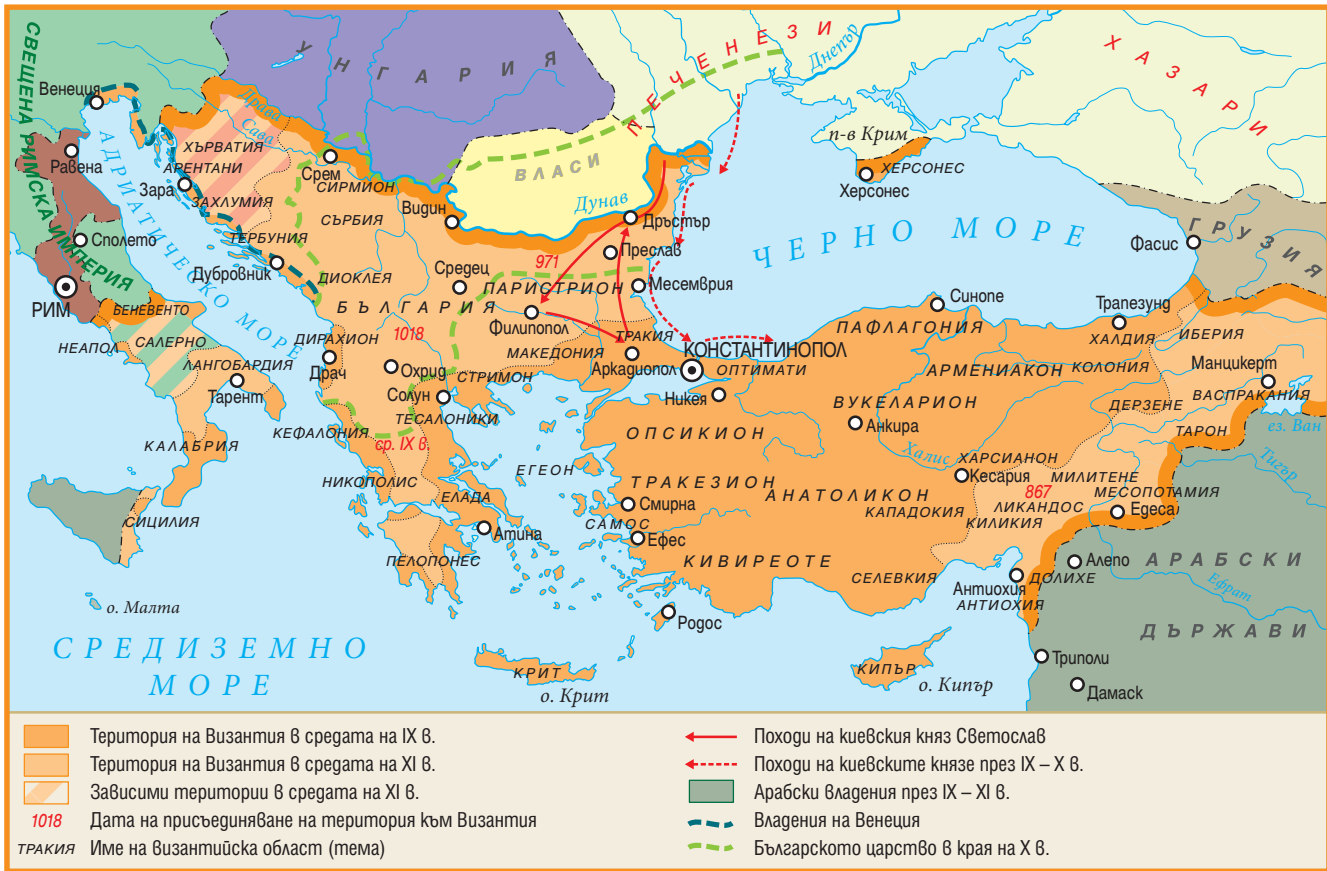 СВЕЩЕНА РИМСКА ИМПЕРИЯ
УНГАРИЯ
ПЕЧЕНЕЗИ
Днепър
ХАЗАРИ
Венеция
Драва
Сава
ХЪРВАТИЯ
АРЕНТАНИ
Равена
Зара
ЗАХЛУМИЯ
Срем
СИРМИОН
ВЛАСИ
п-в Крим
ХЕРСОНЕС
Херсонес
АДРИАТИЧЕСКО МОРЕ
СЪРБИЯ
Видин
Дунав
Дръстър
ЧЕРНО МОРЕ
Фасис
ГРУЗИЯ
Сполето
ТЕРБУНИЯ
Дубровник
ДИОКЛЕЯ
Средец
971
Преслав
ПАРИСТРИОН
Месемврия
РИМ
БЕНЕВЕНТО
БЪЛГАРИЯ
1018
Филипопол
Синопе
ПАФЛАГОНИЯ
Трапезунд
ХАЛДИЯ
ИБЕРИЯ
НЕАПОЛ
САЛЕРНО
ЛАНГОБАРДИЯ
Тарент
ДИРАХИОН
Драч
Охрид
МАКЕДОНИЯ
ТРАКИЯ
Аркадиопол
КОНСТАНТИНОПОЛ
ОПТИМАТИ
АРМЕНИАКОН
КОЛОНИЯ
Манцикерт
ВАСПРАКАНИЯ
СТРИМОН
Солун
ТЕСАЛОНИКИ
Никея
ВУКЕЛАРИОН
Анкира
ДЕРЗЕНЕ
ТАРОН
ез. Ван
КАЛАБРИЯ
КЕФАЛОНИЯ
ср. IX в.
ОПСИКИОН
Халис
ХАРСИАНОН
Кесария
Тигър
НИКОПОЛИС
ЕГЕОН
ЕЛАДА
ТРАКЕЗИОН
Смирна
АНАТОЛИКОН
КАПАДОКИЯ
867
МИЛИТЕНЕ
МЕСОПОТАМИЯ
ЛИКАНДОС
КИЛИКИЯ
Едеса
СИЦИЛИЯ
Атина
САМОС
Ефес
ПЕЛОПОНЕС
КИВИРЕОТЕ
СЕЛЕВКИЯ
Антиохия
АНТИОХИЯ
ДОЛИХЕ
Алепо
АРАБСКИ
ДЪРЖАВИ
Ефрат
о. Малта
Родос
СРЕДИЗЕМНО
МОРЕ
КРИТ
о. Крит
КИПЪР
о. Кипър
Триполи
Дамаск
Територия на Византия в средата на IX в.
Територия на Византия в средата на XI в.
Зависими територии в средата на XI в.
1018 Дата на присъединяване на територия към Византия
ТРАКИЯ Име на византийска област (тема)
Походи на киевския княз Светослав
Походи на киевските князе през IX – X в.
Арабски владения през IX – XI в.
Владения на Венеция
Българското царство в края на X в.